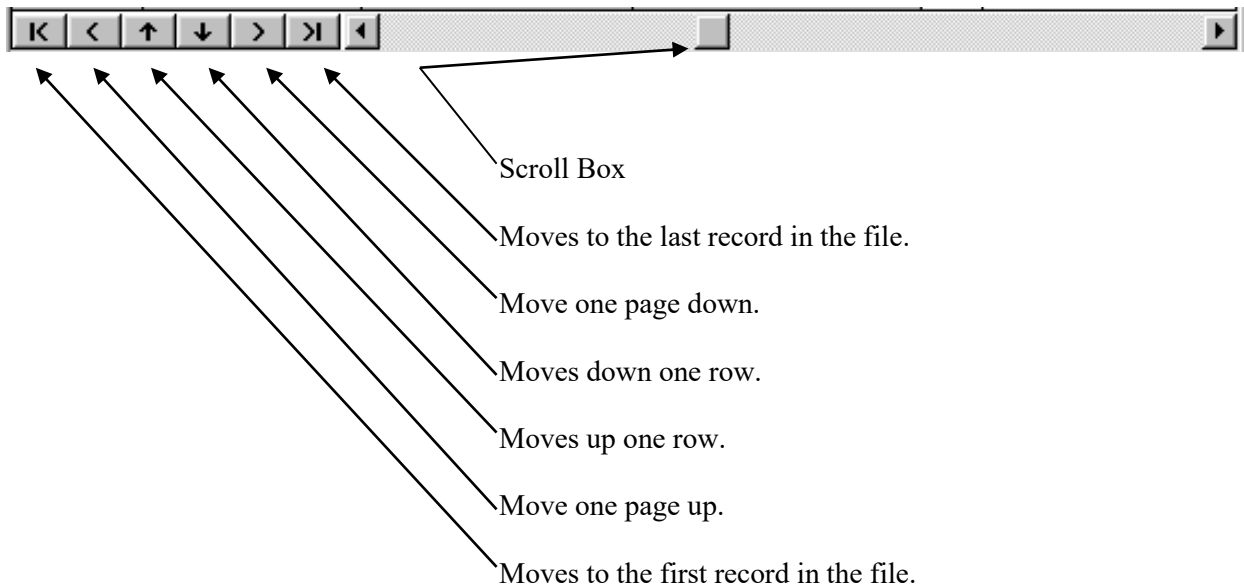 Scroll Box
Moves to the last record in the file.
Move one page down.
Moves down one row.
Moves up one row.
Move one page up.
Moves to the first record in the file.